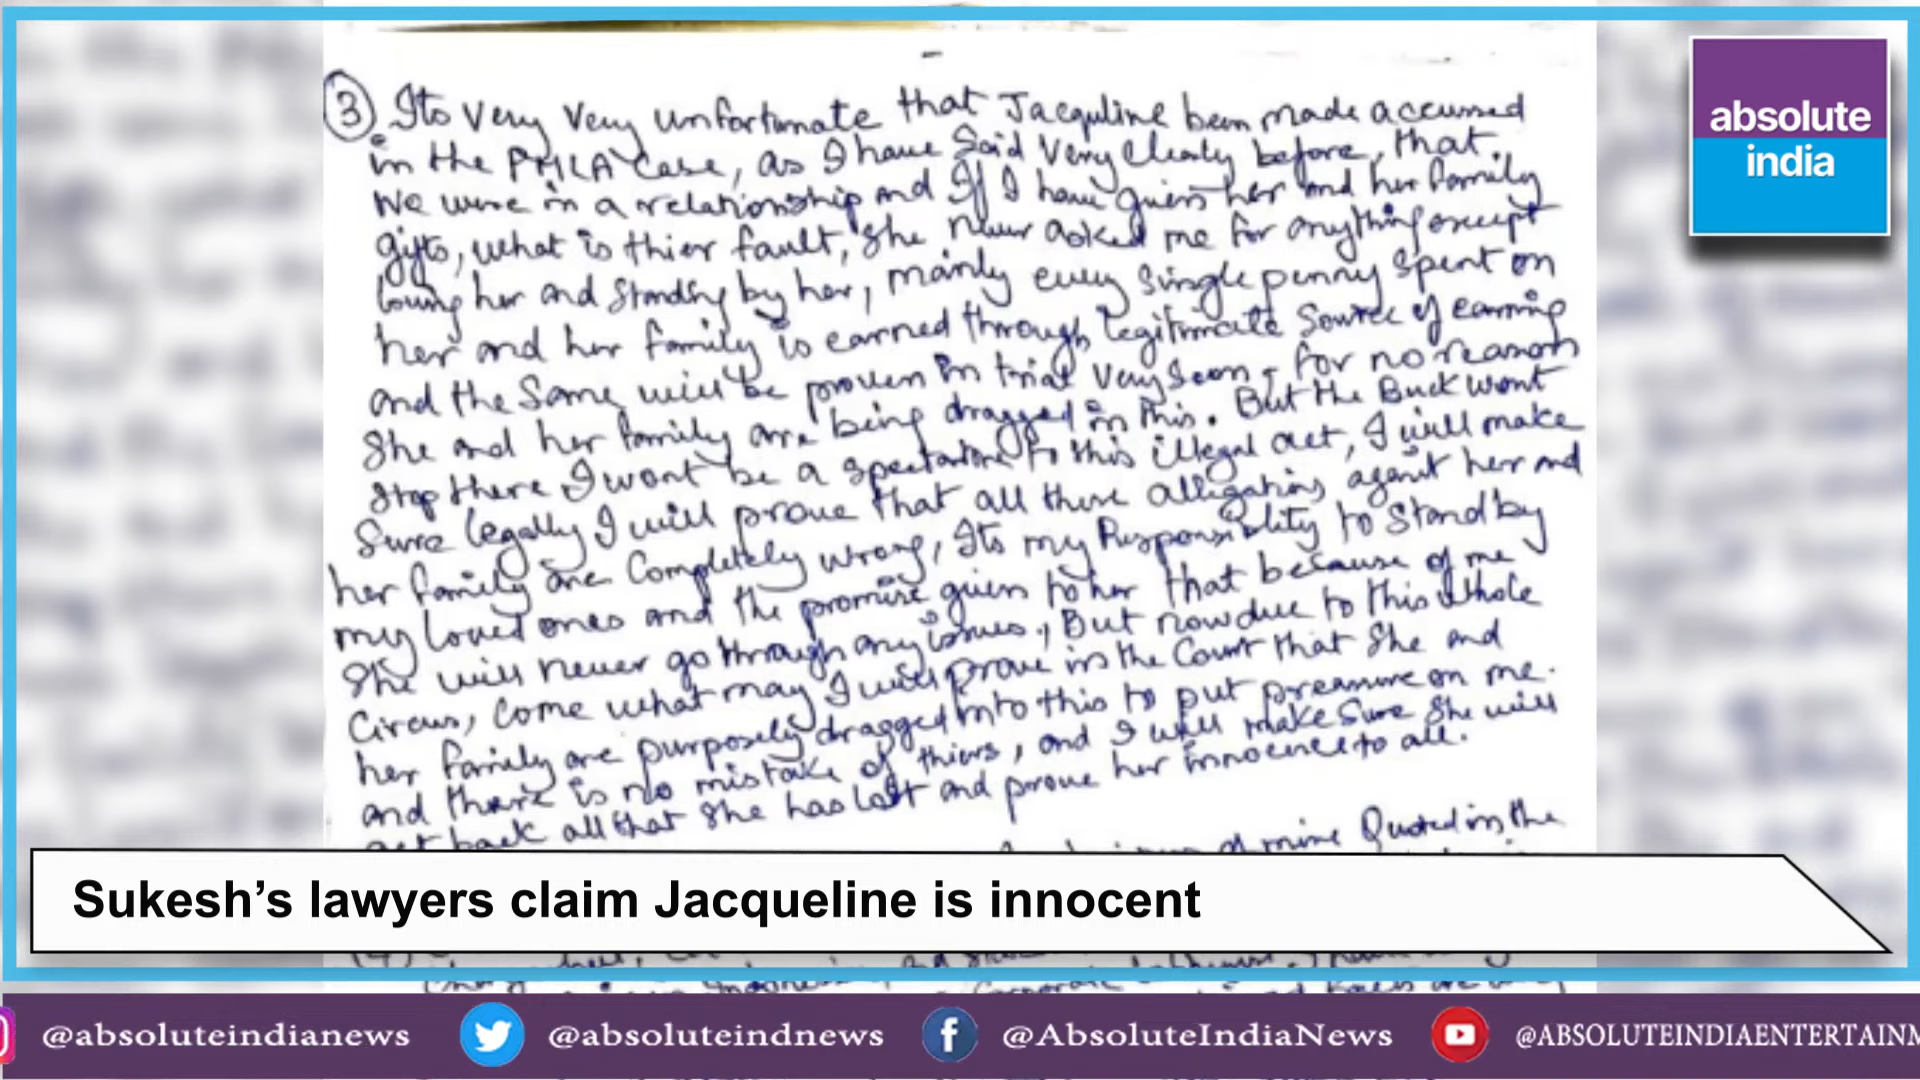 ③ Its very very unfortunate that Jacquline been made accused
in the PMLA case, as I have said very clearly before, that
we were in a relationship and If I have given her and her family
gifts, what is thier fault, she never asked me for anything except
loving her and standing by her, mainly every single penny spent on
her and her family is earned through legitimate source of earning
and the same will be proven in trial very soon, for no reason
She and her family are being dragged in this. But the Buck wont
stop there I wont be a spectator to this illegal act, I will make
sure legally I will prove that all those allegations against her and
her family are completely wrong, Its my Responsiblity to stand by
my loved ones and the promise given to her that because of me
she will never go through any issues, But now due to this whole
circus, come what may I will prove in the Court that she and
her family are purposely dragged into this to put pressure on me.
and there is no mistake of thiers, and I will make sure she will
get back all that she has lost and prove her innocence to all.
of mine Quoted in the
absolute
india
Sukesh’s lawyers claim Jacqueline is innocent
@absoluteindianews
@absoluteindnews
@AbsoluteIndiaNews
@ABSOLUTEINDIAENTERTAINM